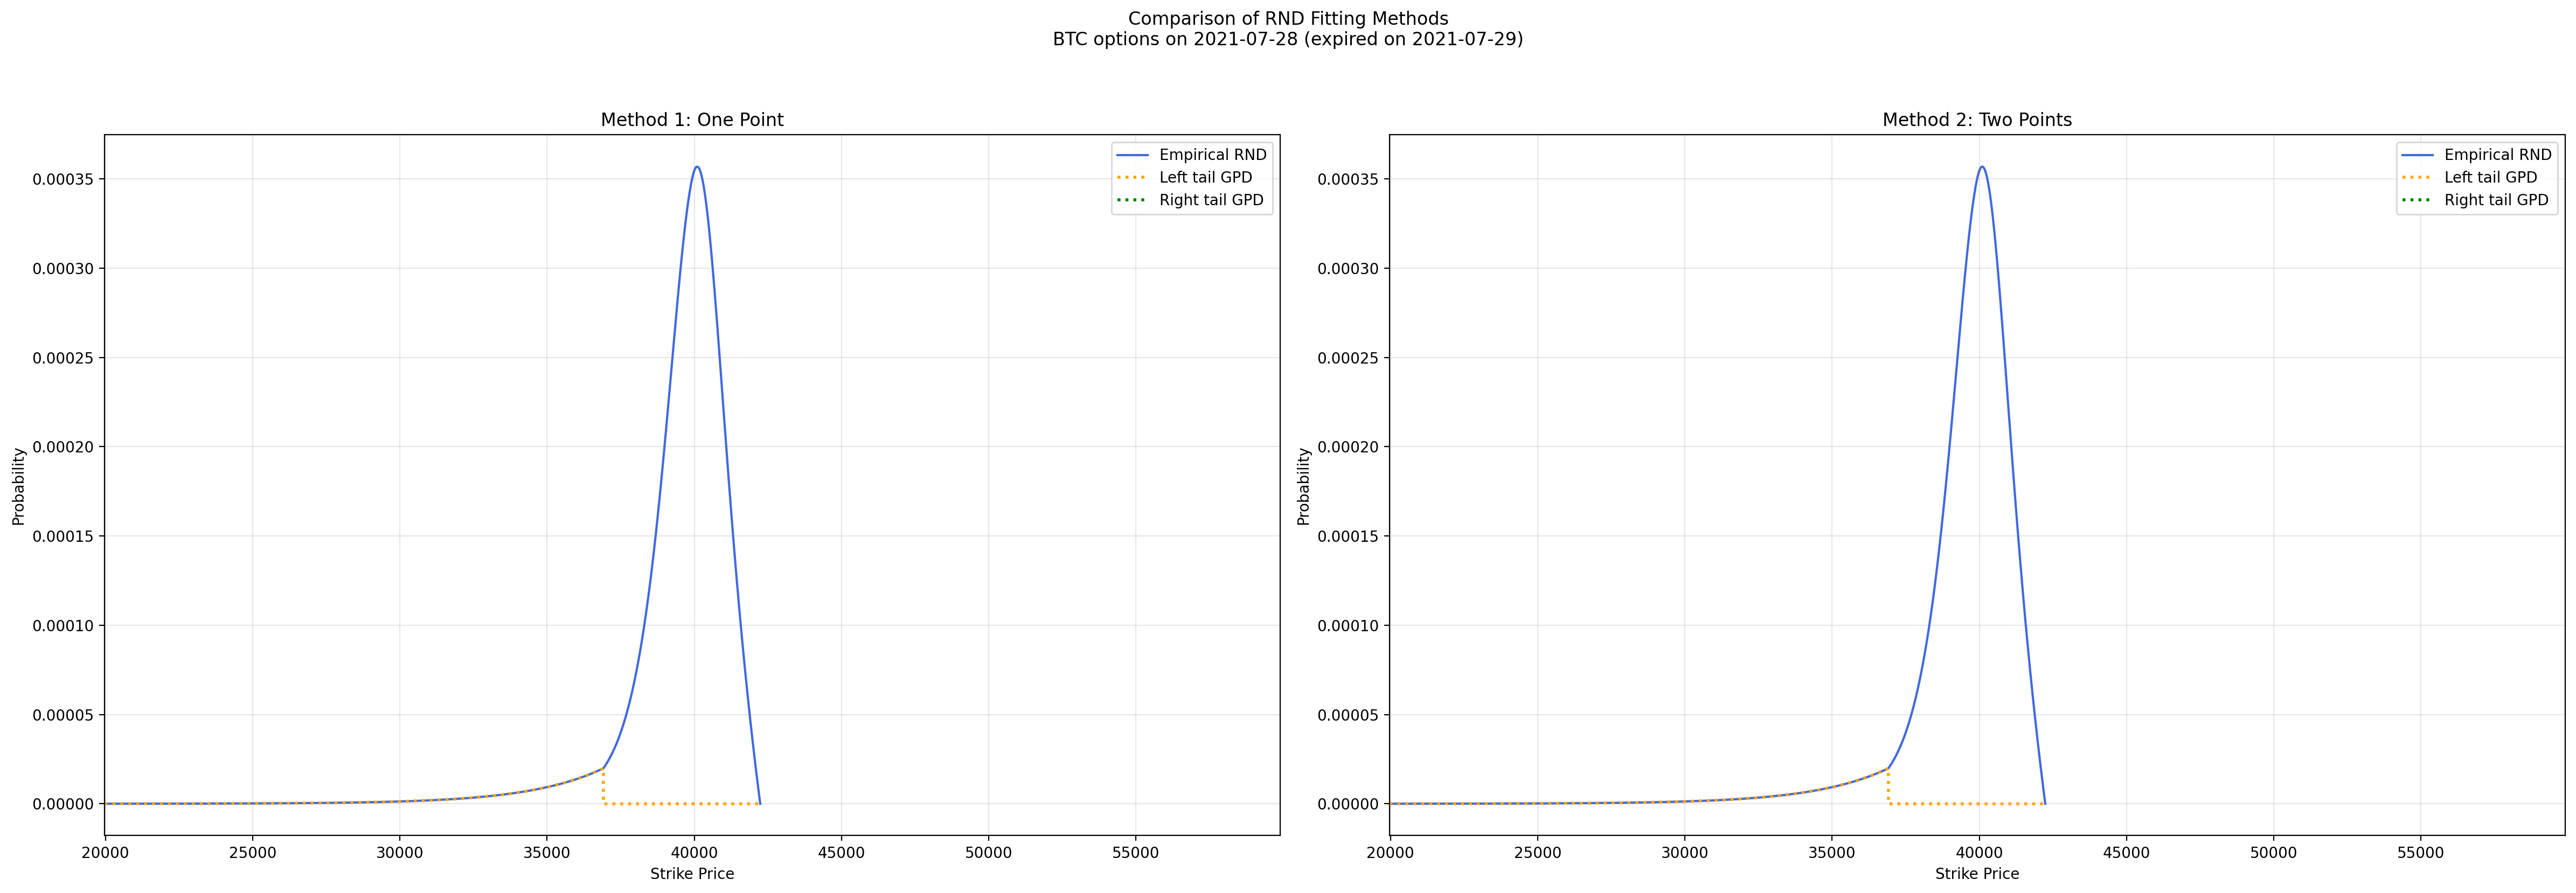 Comparison of RND Fitting Methods
BTC options on 2021-07-28 (expired on 2021-07-29)
Method 1: One Point
Probability
0.00035
0.00030
0.00025
0.00020
0.00015
0.00010
0.00005
0.00000
Empirical RND
Left tail GPD
Right tail GPD
20000 25000 30000 35000 40000 45000 50000 55000
Strike Price
Method 2: Two Points
Probability
0.00035
0.00030
0.00025
0.00020
0.00015
0.00010
0.00005
0.00000
Empirical RND
Left tail GPD
Right tail GPD
20000 25000 30000 35000 40000 45000 50000 55000
Strike Price